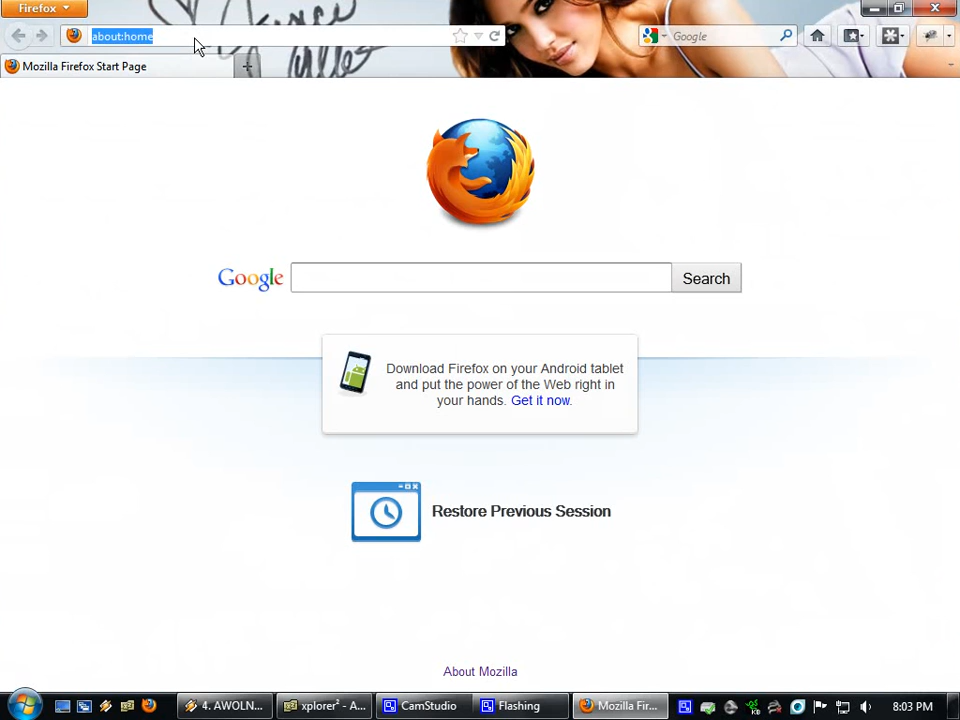 Firefox
about:home
Google
Mozilla Firefox Start Page
Google
Search
Download Firefox on your Android tablet
and put the power of the Web right in
your hands. Get it now.
Restore Previous Session
About Mozilla
4. AWOLN...
xplorer² - A...
CamStudio
Flashing
Mozilla Fir...
8:03 PM